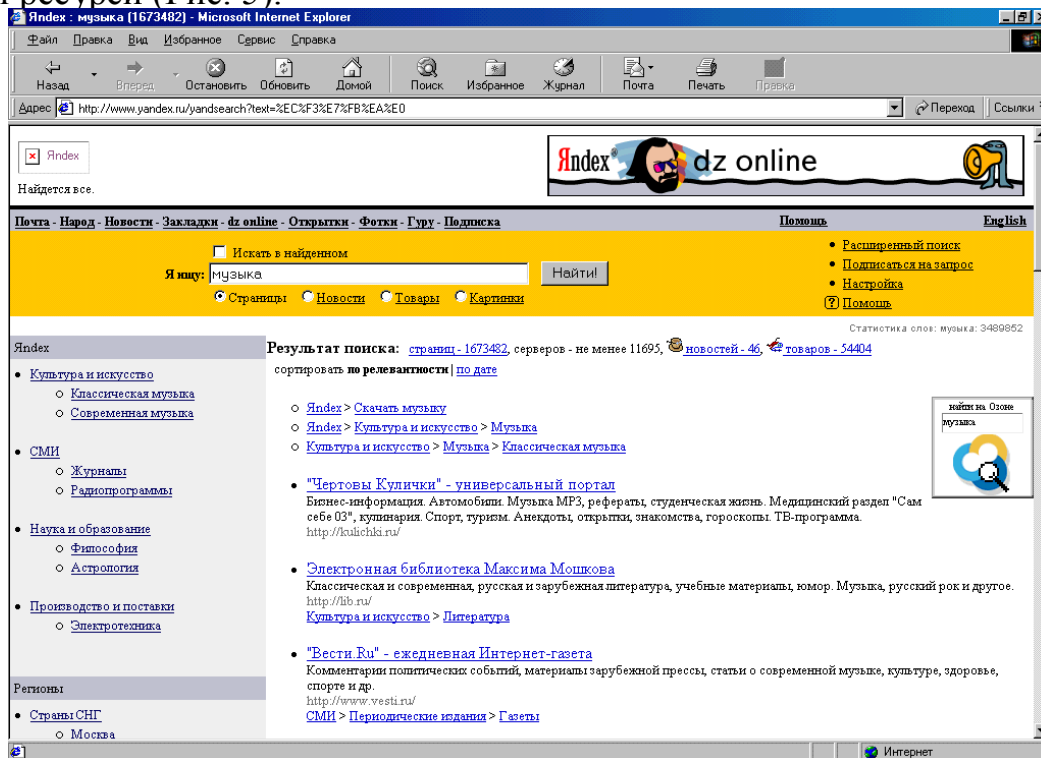 ресурсы (Рис. 3).
Яndex : музыка (1673482) - Microsoft Internet Explorer
Файл Правка Вид Избранное Сервис Справка
Назад Вперед Остановить Обновить Домой Поиск Избранное Журнал Почта Печать Правка
Адрес http://www.yandex.ru/yandsearch?text=%EC%F3%E7%FB%EA%E0 Переход Ссылки
Яndex
Найдется все.
Яndex dz online
Почта - Народ - Новости - Закладки - dz online - Открытки - Фотки - Гуру - Подписка Помощь English
Искать в найденном
Я ищу: музыка Найти!
Страницы Новости Товары Картинки
Расширенный поиск
Подписаться на запрос
Настройка
? Помощь
Статистика слов: музыка: 3489852
Яndex
Культура и искусство
Классическая музыка
Современная музыка
СМИ
Журналы
Радиопрограммы
Наука и образование
Философия
Астрология
Производство и поставки
Электротехника
Регионы
Страны СНГ
Москва
Результат поиска: страниц - 1673482, серверов - не менее 11695, новостей - 46, товаров - 54404
сортировать по релевантности | по дате
Яndex > Скачать музыку
Яndex > Культура и искусство > Музыка
Культура и искусство > Музыка > Классическая музыка
найти на Озоне
музыка
"Чертовы Кулички" - универсальный портал
Бизнес-информация. Автомобили. Музыка MP3, рефераты, студенческая жизнь. Медицинский раздел "Сам
себе 03", кулинария. Спорт, туризм. Анекдоты, открытки, знакомства, гороскопы. ТВ-программа.
http://kulichki.ru/
Электронная библиотека Максима Мошкова
Классическая и современная, русская и зарубежная литература, учебные материалы, юмор. Музыка, русский рок и другое.
http://lib.ru/
Культура и искусство > Литература
"Вести.Ru" - ежедневная Интернет-газета
Комментарии политических событий, материалы зарубежной прессы, статьи о современной музыке, культуре, здоровье,
спорте и др.
http://www.vesti.ru/
СМИ > Периодические издания > Газеты
Интернет